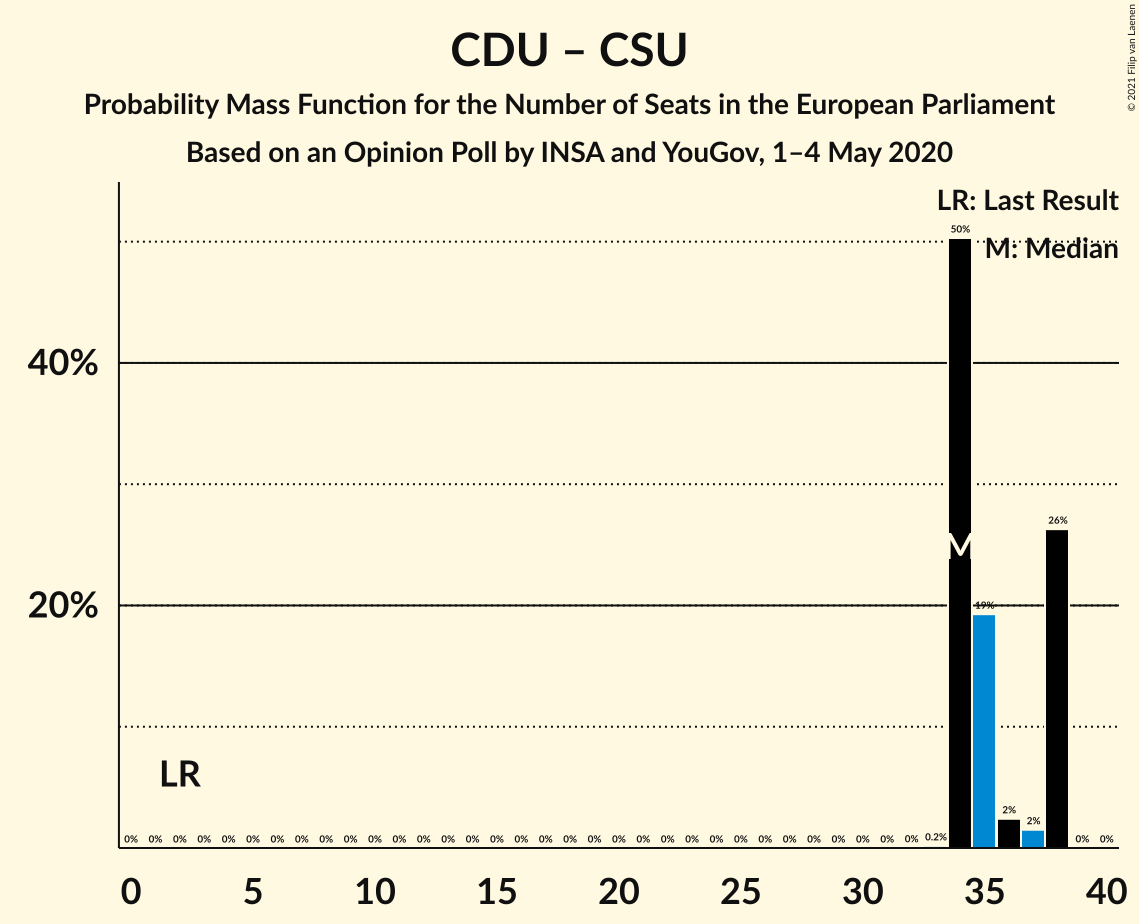 © 2021 Filip van Laenen
CDU – CSU
Probability Mass Function for the Number of Seats in the European Parliament
Based on an Opinion Poll by INSA and YouGov, 1–4 May 2020
LR: Last Result
M: Median
50%
40%
26%
M
20%
19%
LR
2%
2%
0% 0% 0% 0% 0% 0% 0% 0% 0% 0% 0% 0% 0% 0% 0% 0% 0% 0% 0% 0% 0% 0% 0% 0% 0% 0% 0% 0% 0% 0% 0% 0% 0% 0.2% 0% 0%
0 5 10 15 20 25 30 35 40